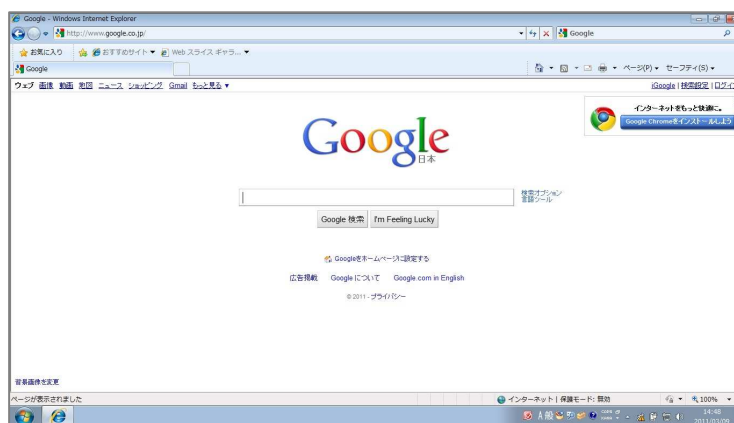 Google - Windows Internet Explorer
http://www.google.co.jp/
Google
お気に入り おすすめサイト ▼ Web スライス ギャラ... ▼
Google
ページ(P) ▼ セーフティ(S) ▼
ウェブ 画像 動画 地図 ニュース ショッピング Gmail もっと見る ▼
iGoogle | 検索設定 | ログイ
インターネットをもっと快適に。
Google Chromeをインストールしよう
Google
日本
検索オプション
言語ツール
Google 検索 I'm Feeling Lucky
Googleをホームページに設定する
広告掲載 Google について Google.com in English
© 2011 - プライバシー
背景画像を変更
ページが表示されました
インターネット | 保護モード: 無効
100%
A 般
14:48
2011/03/09